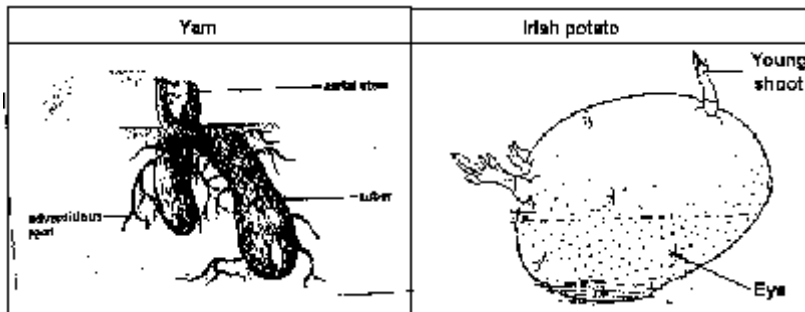 Yam
Irish potato
aerial stem
tuber
adventitious
root
Young
shoot
Eye